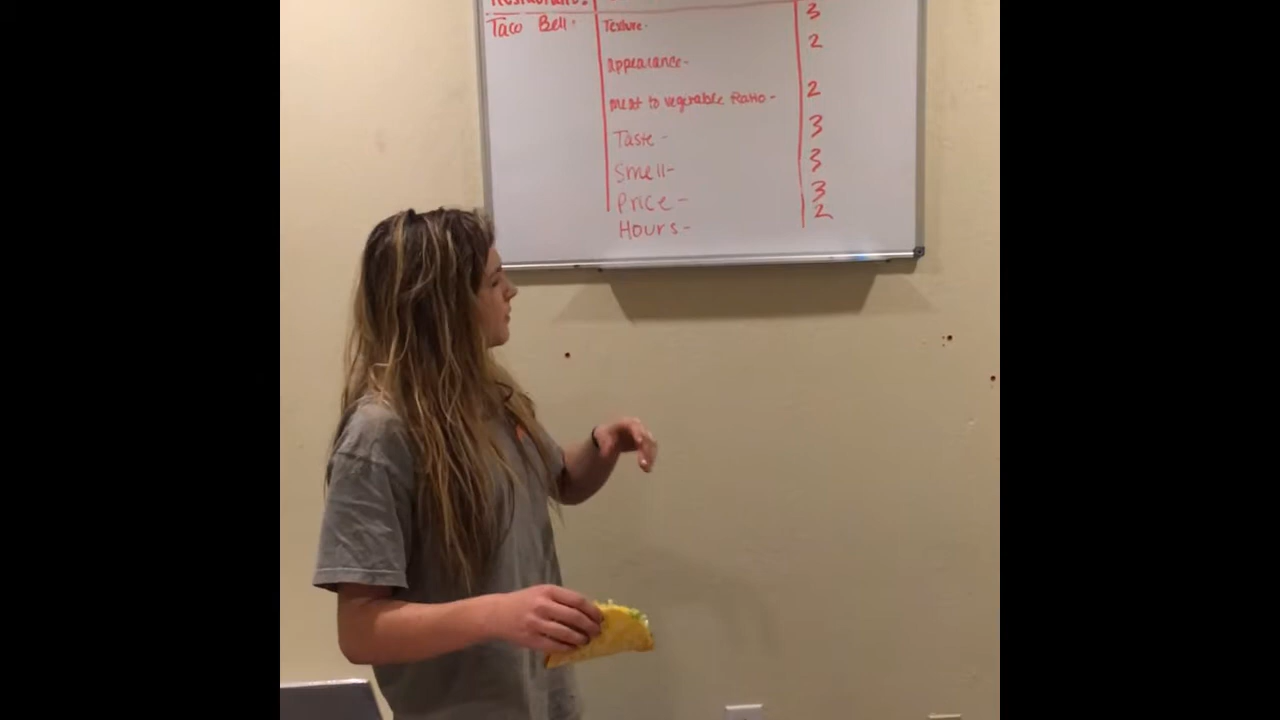 Restaurants:
3
Taco Bell: Texture-
2
appearance-
meat to vegetable Ratio- 2
Taste- 3
Smell- 3
Price- 3
Hours- 2